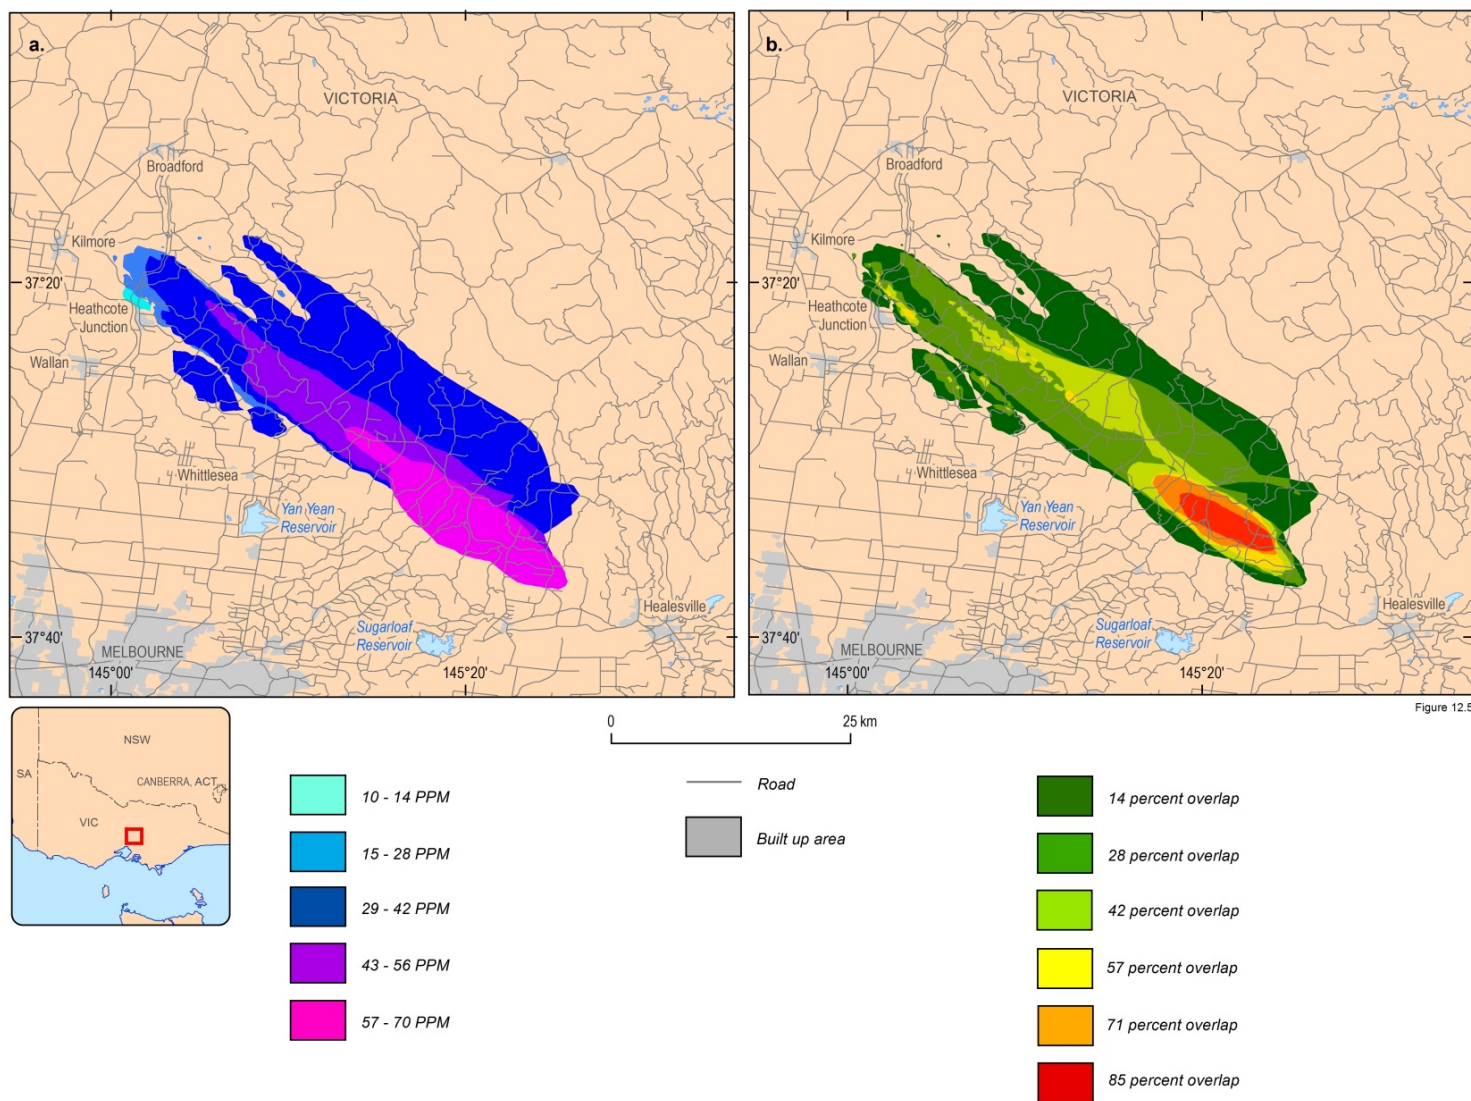 a.
VICTORIA
Broadford
Kilmore
37°20'
Heathcote
Junction
Wallan
Whittlesea
Yan Yean
Reservoir
Sugarloaf
Reservoir
Healesville
37°40'
MELBOURNE
145°00'
145°20'
b.
VICTORIA
Broadford
Kilmore
37°20'
Heathcote
Junction
Wallan
Whittlesea
Yan Yean
Reservoir
Sugarloaf
Reservoir
Healesville
37°40'
MELBOURNE
145°00'
145°20'
Figure 12.5
NSW
SA
CANBERRA, ACT
VIC
0 25 km
10 - 14 PPM
15 - 28 PPM
29 - 42 PPM
43 - 56 PPM
57 - 70 PPM
Road
Built up area
14 percent overlap
28 percent overlap
42 percent overlap
57 percent overlap
71 percent overlap
85 percent overlap